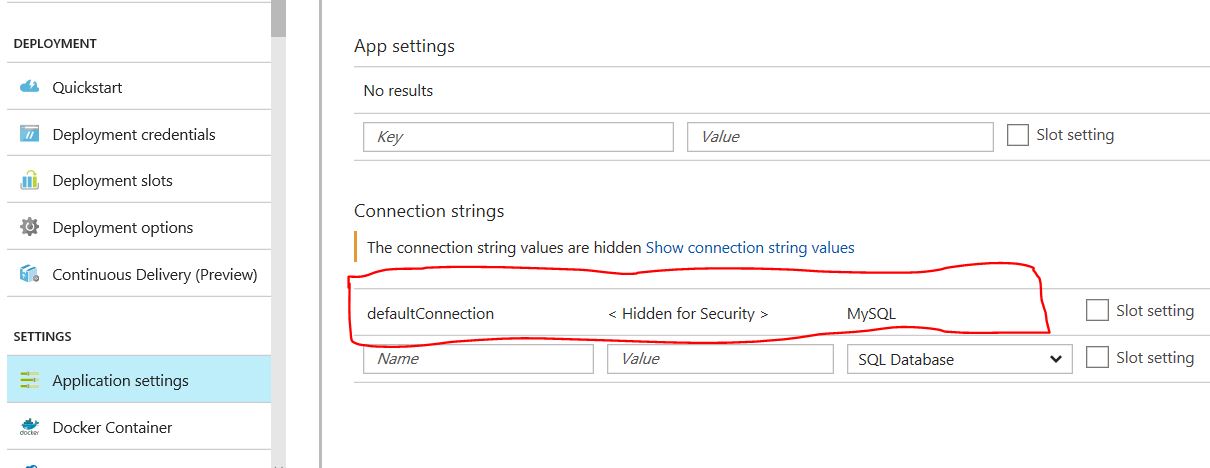 DEPLOYMENT
Quickstart
Deployment credentials
Deployment slots
Deployment options
Continuous Delivery (Preview)
SETTINGS
Application settings
docker
Docker Container
App settings
No results
Key Value Slot setting
Connection strings
The connection string values are hidden Show connection string values
defaultConnection < Hidden for Security > MySQL Slot setting
Name Value SQL Database Slot setting